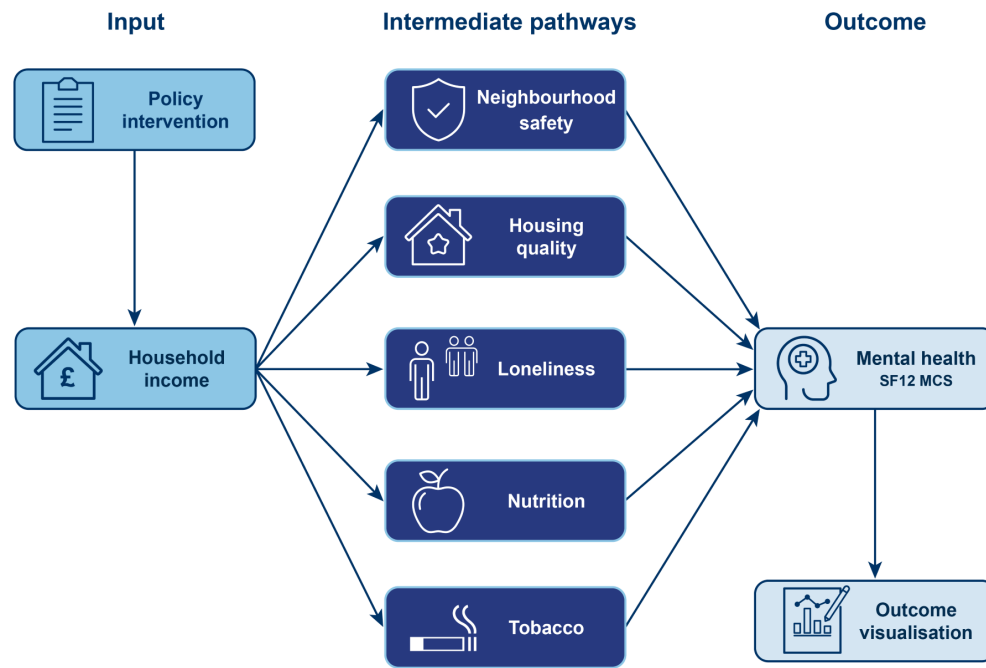 Input
Intermediate pathways
Outcome
Policy
intervention
Household
income
£
Neighbourhood
safety
Housing
quality
Loneliness
Nutrition
Tobacco
Mental health
SF12 MCS
Outcome
visualisation